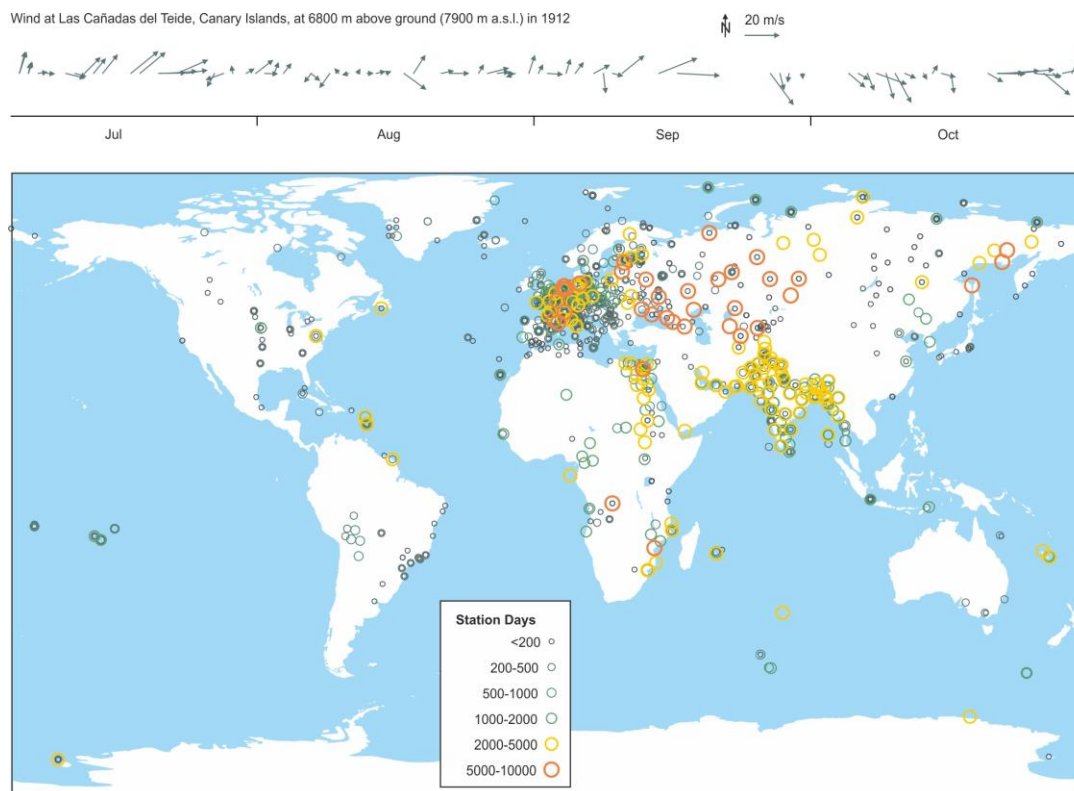 Wind at Las Cañadas del Teide, Canary Islands, at 6800 m above ground (7900 m a.s.l.) in 1912
N
20 m/s
Jul
Aug
Sep
Oct
Station Days
<200
200-500
500-1000
1000-2000
2000-5000
5000-10000